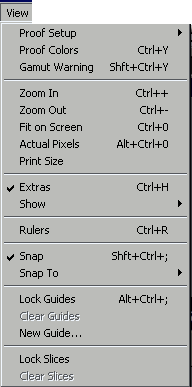 View
Proof Setup
Proof Colors Ctrl+Y
Gamut Warning Shft+Ctrl+Y
Zoom In Ctrl++
Zoom Out Ctrl+-
Fit on Screen Ctrl+0
Actual Pixels Alt+Ctrl+0
Print Size
Extras Ctrl+H
Show
Rulers Ctrl+R
Snap Shft+Ctrl+;
Snap To
Lock Guides Alt+Ctrl+;
Clear Guides
New Guide...
Lock Slices
Clear Slices